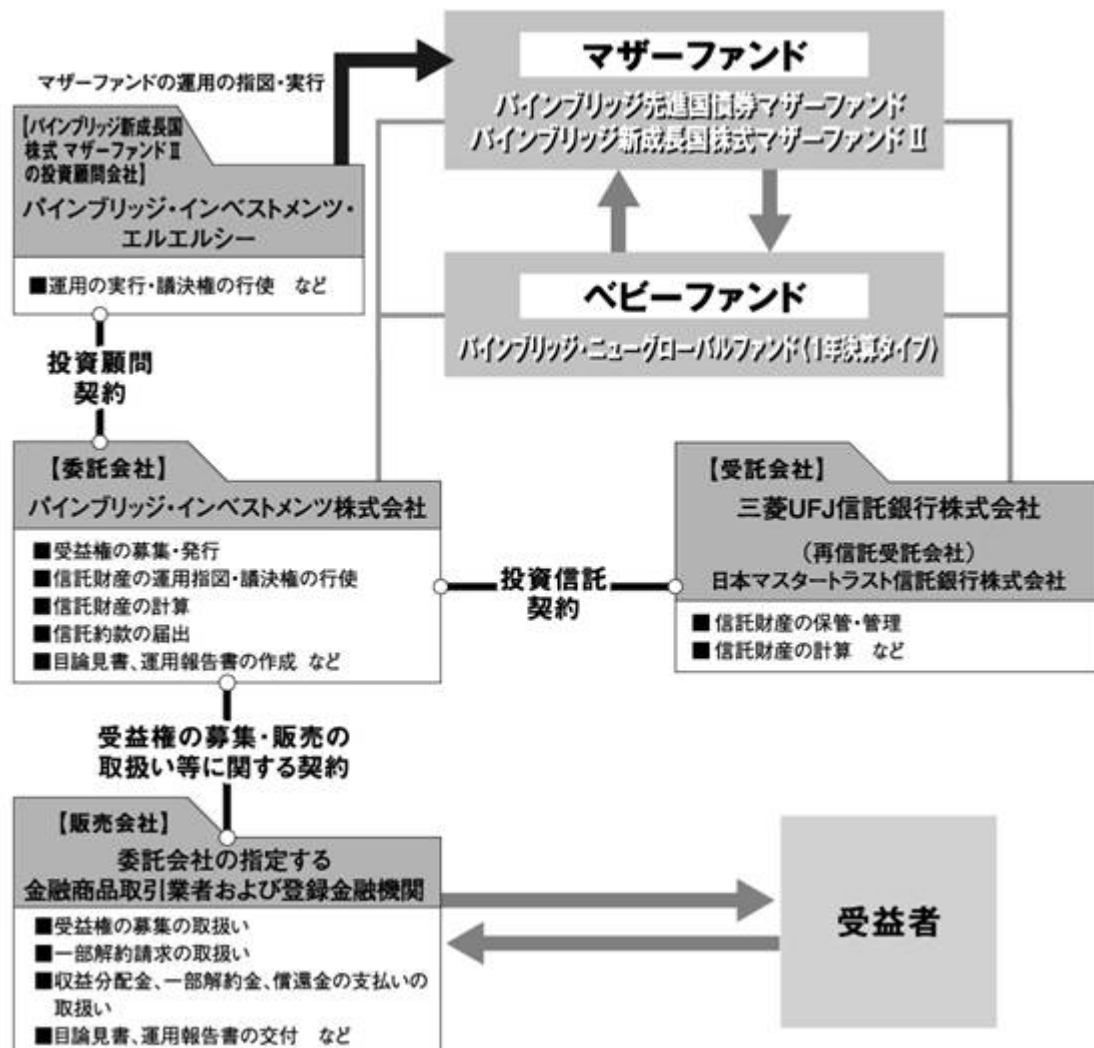 マザーファンドの運用の指図・実行
マザーファンド
パインブリッジ先進国債券マザーファンド
パインブリッジ新成長国株式マザーファンドⅡ
【パインブリッジ新成長国
株式 マザーファンドⅡ
の投資顧問会社】
パインブリッジ・インベストメンツ・
エルエルシー
■運用の実行・議決権の行使 など
ベビーファンド
パインブリッジ・ニューグローバルファンド(1年決算タイプ)
投資顧問
契約
【委託会社】
パインブリッジ・インベストメンツ株式会社
■受益権の募集・発行
■信託財産の運用指図・議決権の行使
■信託財産の計算
■信託約款の届出
■目論見書、運用報告書の作成 など
投資信託
契約
【受託会社】
三菱UFJ信託銀行株式会社
(再信託受託会社)
日本マスタートラスト信託銀行株式会社
■信託財産の保管・管理
■信託財産の計算 など
受益権の募集・販売の
取扱い等に関する契約
【販売会社】
委託会社の指定する
金融商品取引業者および登録金融機関
■受益権の募集の取扱い
■一部解約請求の取扱い
■収益分配金、一部解約金、償還金の支払いの
取扱い
■目論見書、運用報告書の交付 など
受益者